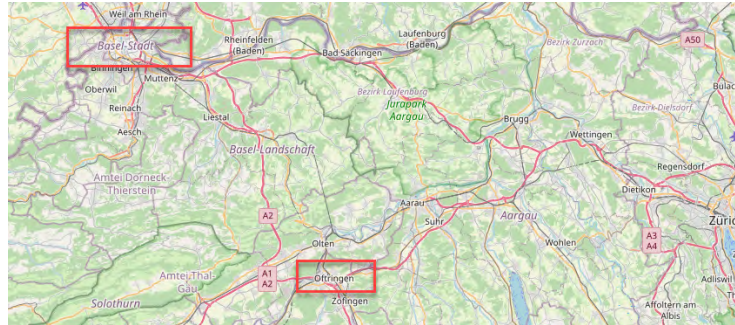 Weil am Rhein
Basel-Stadt
Binningen
Muttenz
Oberwil
Reinach
Aesch
Rheinfelden
(Baden)
Bad Säckingen
Laufenburg
(Baden)
Bezirk Zurzach
A50
Bezirk Laufenburg
Jurapark
Aargau
Brugg
Wettingen
Bezirk Dielsdorf
Liestal
Basel-Landschaft
Amtei Dorneck-
Thierstein
Regensdorf
Dietikon
Aarau
Suhr
Aargau
A2
Olten
Wohlen
A3
A4
Amtei Thal-
Gäu
A1
A2
Oftringen
Zofingen
Solothurn
Adliswil
Affoltern am
Albis